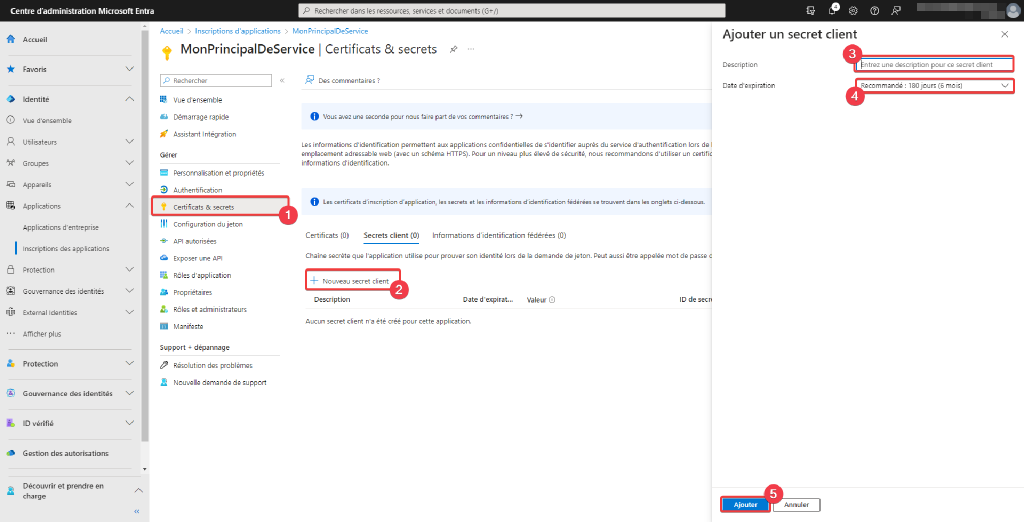 Centre d'administration Microsoft Entra
Rechercher dans les ressources, services et documents (G+/)
4
Accueil
Favoris
Identité
Vue d'ensemble
Utilisateurs
Groupes
Appareils
Applications
Applications d'entreprise
Inscriptions des applications
Protection
Gouvernance des identités
External Identities
Afficher plus
Protection
Gouvernance des identités
ID vérifié
Gestion des autorisations
Découvrir et prendre en
charge
Accueil > Inscriptions d'applications > MonPrincipalDeService
MonPrincipalDeService | Certificats & secrets
Rechercher
Vue d'ensemble
Démarrage rapide
Assistant Intégration
Gérer
Personnalisation et propriétés
Authentification
Certificats & secrets
1
Configuration du jeton
API autorisées
Exposer une API
Rôles d'application
Propriétaires
Rôles et administrateurs
Manifeste
Support + dépannage
Résolution des problèmes
Nouvelle demande de support
Des commentaires ?
Vous avez une seconde pour nous faire part de vos commentaires ? →
Les informations d'identification permettent aux applications confidentielles de s'identifier auprès du service d'authentification lors de l
emplacement adressable web (avec un schéma HTTPS). Pour un niveau plus élevé de sécurité, nous recommandons d'utiliser un certific
informations d'identification.
Les certificats d'inscription d'application, les secrets et les informations d'identification fédérées se trouvent dans les onglets ci-dessous.
Certificats (0)
Secrets client (0)
Informations d'identification fédérées (0)
Chaîne secrète que l'application utilise pour prouver son identité lors de la demande de jeton. Peut aussi être appelée mot de passe d
Nouveau secret client
2
Description
Date d'expirat...
Valeur
ID de secre
Aucun secret client n'a été créé pour cette application.
Ajouter un secret client
3
Description
Entrez une description pour ce secret client
4
Date d'expiration
Recommandé : 180 jours (6 mois)
5
Ajouter
Annuler